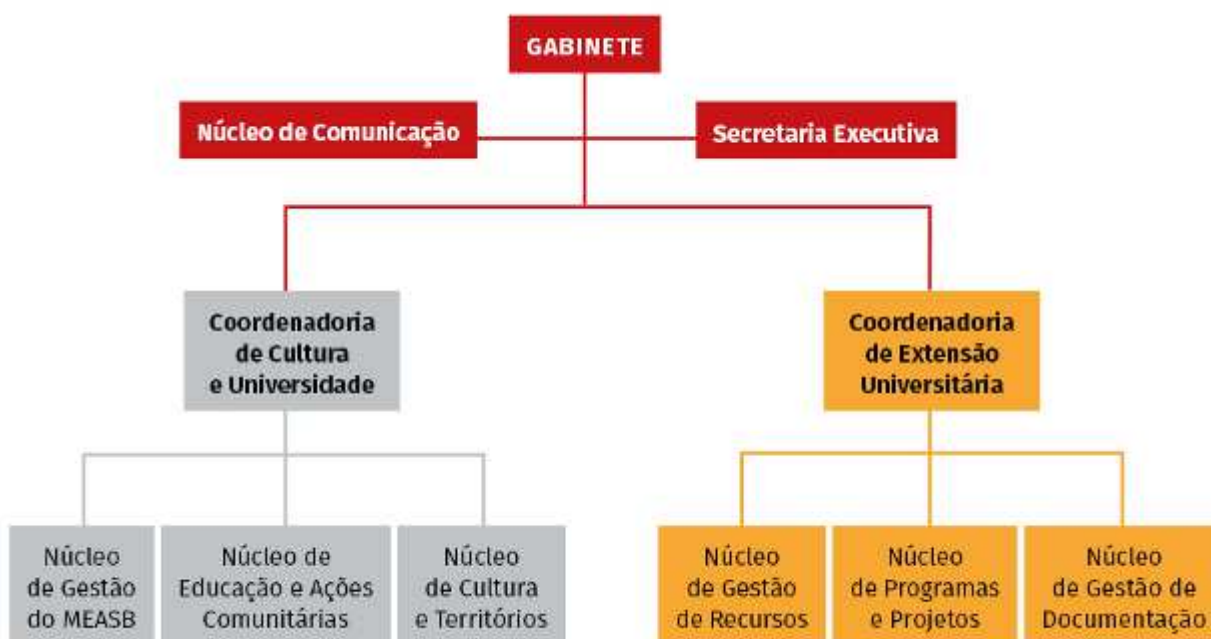 GABINETE
Núcleo de Comunicação
Secretaria Executiva
Coordenadoria
de Cultura
e Universidade
Coordenadoria
de Extensão
Universitária
Núcleo
de Gestão
do MEASB
Núcleo de
Educação e Ações
Comunitárias
Núcleo
de Cultura
e Territórios
Núcleo
de Gestão
de Recursos
Núcleo
de Programas
e Projetos
Núcleo
de Gestão de
Documentação